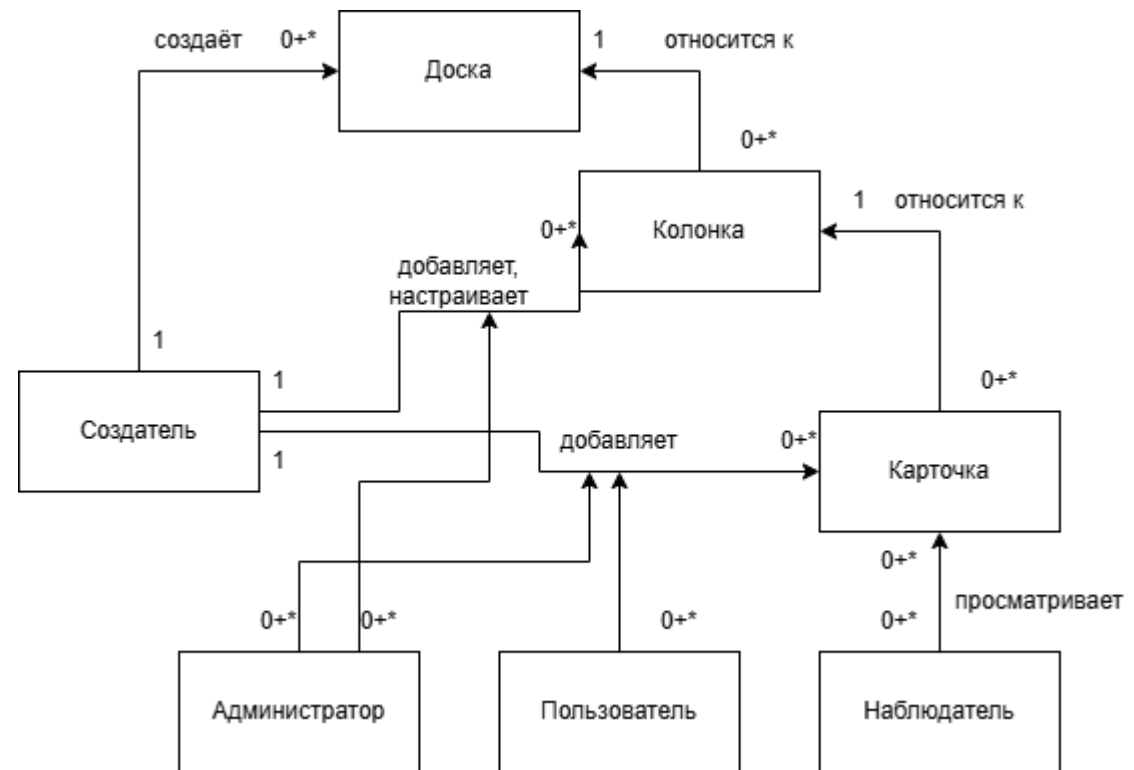 создаёт 0+*
Доска
1 относится к
0+*
Колонка
1 относится к
0+*
добавляет,
настраивает
1
Создатель
1
1
добавляет
0+*
0+*
Карточка
0+*
просматривает
0+*
0+*
0+*
0+*
Администратор
Пользователь
Наблюдатель